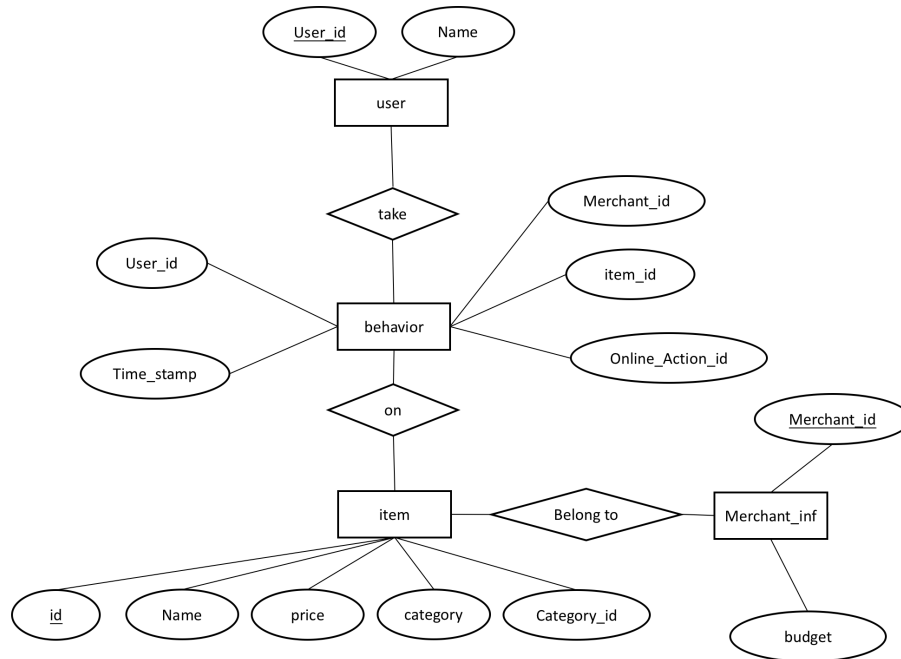 User_id
Name
user
take
Merchant_id
User_id
item_id
behavior
Online_Action_id
Time_stamp
on
Merchant_id
item
Belong to
Merchant_inf
id
Name
price
category
Category_id
budget